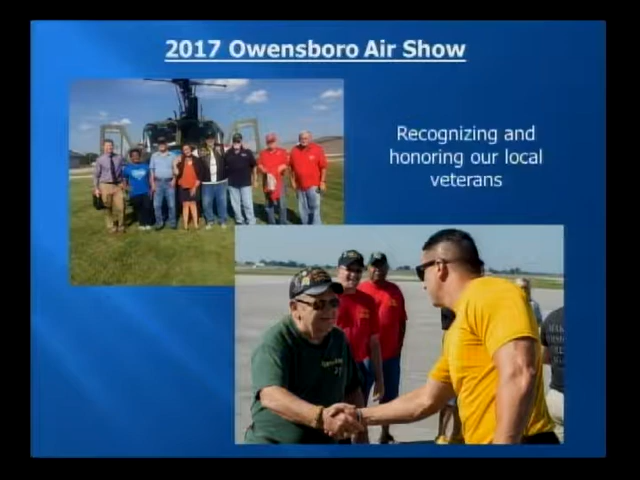 2017 Owensboro Air Show
Recognizing and
honoring our local
veterans